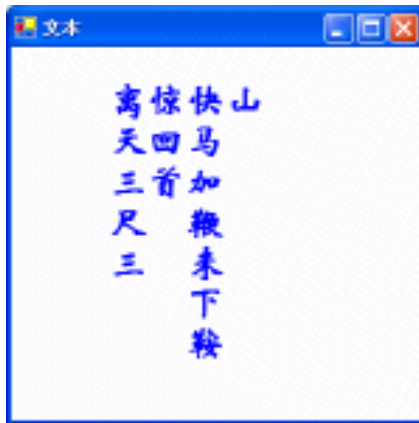 文本
山
快马加鞭来下鞍
惊回首
离天三尺三